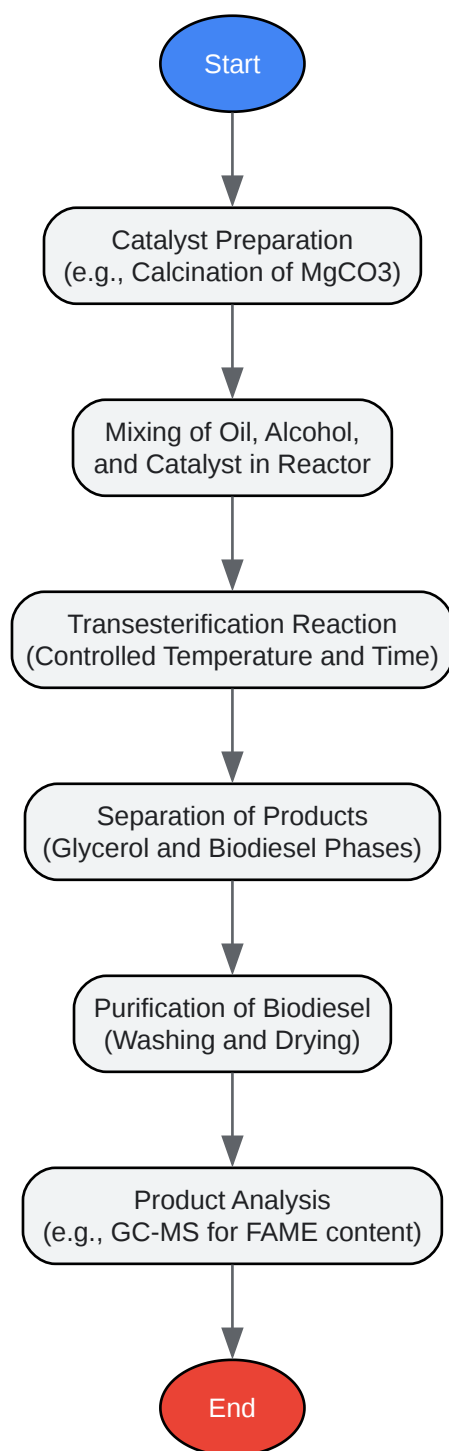 Start
Catalyst Preparation
(e.g., Calcination of MgCO3)
Mixing of Oil, Alcohol,
and Catalyst in Reactor
Transesterification Reaction
(Controlled Temperature and Time)
Separation of Products
(Glycerol and Biodiesel Phases)
Purification of Biodiesel
(Washing and Drying)
Product Analysis
(e.g., GC-MS for FAME content)
End